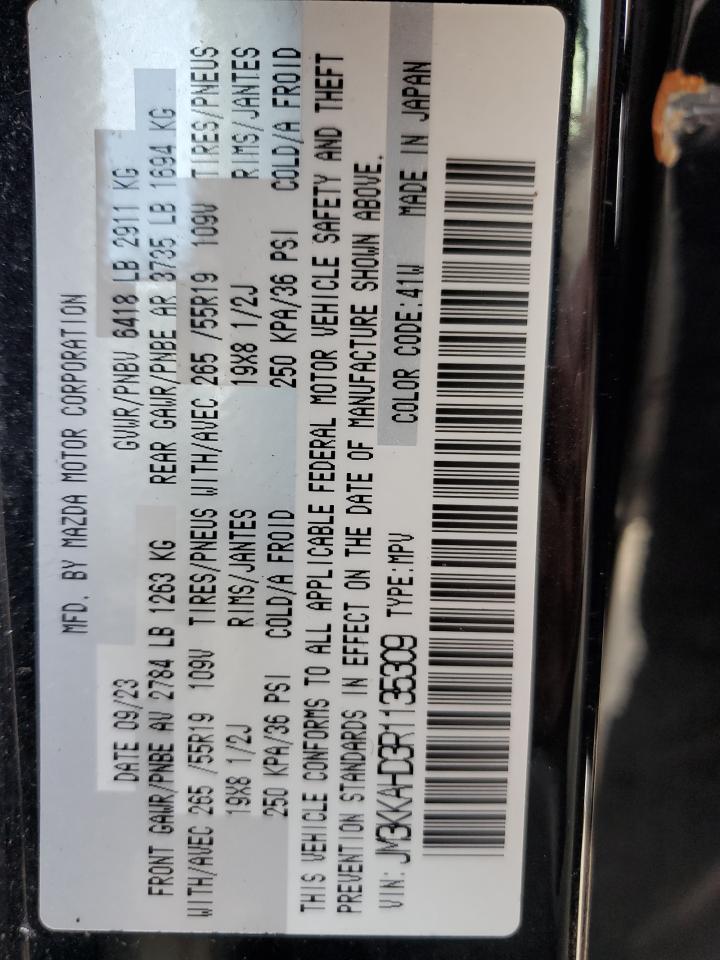 MFD. BY MAZDA MOTOR CORPORATION
DATE 09/23 GVWR/PNBV 6418 LB 2911 KG
FRONT GAWR/PNBE AV 2784 LB 1263 KG REAR GAWR/PNBE AR 3735 LB 1694 KG
WITH/AVEC 265 /55R19 109V TIRES/PNEUS WITH/AVEC 265 /55R19 109V TIRES/PNEUS
19X8 1/2J RIMS/JANTES 19X8 1/2J RIMS/JANTES
250 KPA/36 PSI COLD/A FROID 250 KPA/36 PSI COLD/A FROID
THIS VEHICLE CONFORMS TO ALL APPLICABLE FEDERAL MOTOR VEHICLE SAFETY AND THEFT
PREVENTION STANDARDS IN EFFECT ON THE DATE OF MANUFACTURE SHOWN ABOVE.
VIN: JM3KKAHD3R1135309 TYPE:MPV COLOR CODE:41W MADE IN JAPAN